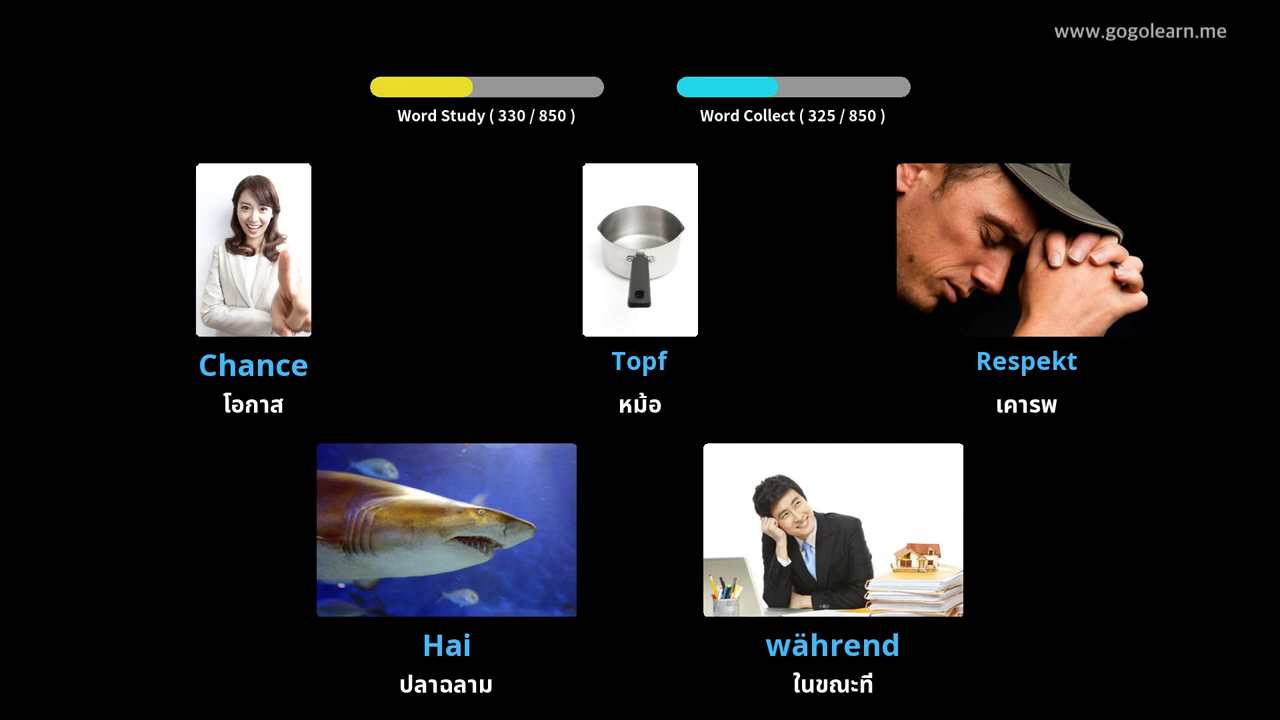 www.gogolearn.me
Word Study ( 330 / 850 )
Word Collect ( 325 / 850 )
Chance
โอกาส
Topf
หม้อ
Respekt
เคารพ
Hai
ปลาฉลาม
während
ในขณะที่